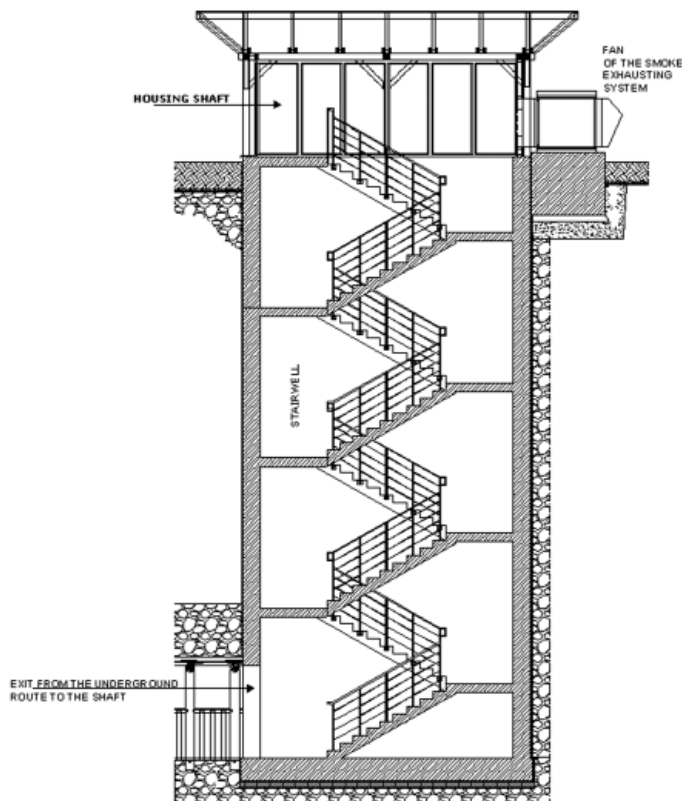 FAN
OF THE SMOKE
EXHAUSTING
SYSTEM
HOUSING SHAFT
STAIRWELL
EXIT FROM THE UNDERGROUND
ROUTE TO THE SHAFT